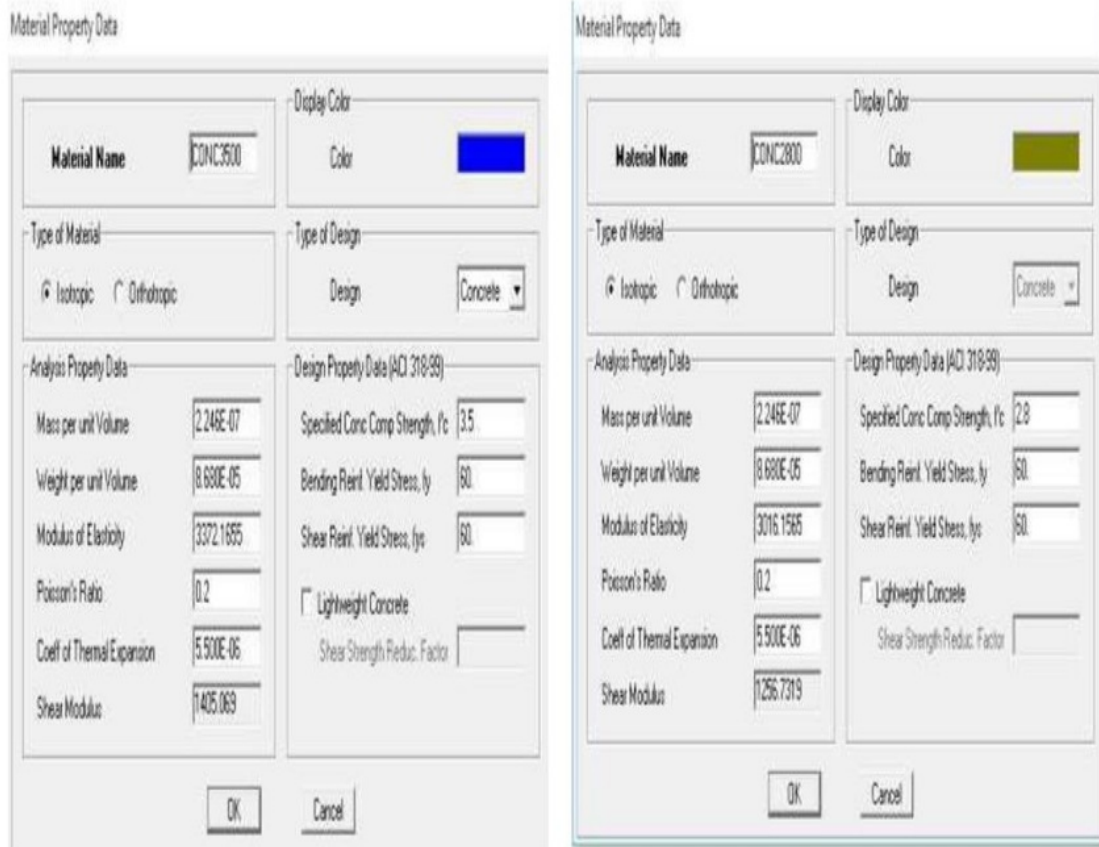 Material Property Data
Display Color
Material Name CONC3500 Color
Type of Material
Type of Design
Isotropic Orthotropic Design Concrete
Analysis Property Data
Design Property Data (ACI 318-99)
Mass per unit Volume 2.246E-07 Specified Conc Comp Strength, f'c 3.5
Weight per unit Volume 8.680E-05 Bending Reinf. Yield Stress, fy 60.
Modulus of Elasticity 3372.1655 Shear Reinf. Yield Stress, fys 60.
Poisson's Ratio 0.2 Lightweight Concrete
Coeff of Thermal Expansion 5.500E-06 Shear Strength Reduc. Factor
Shear Modulus 1405.069
OK Cancel
Material Property Data
Display Color
Material Name CONC2800 Color
Type of Material
Type of Design
Isotropic Orthotropic Design Concrete
Analysis Property Data
Design Property Data (ACI 318-99)
Mass per unit Volume 2.246E-07 Specified Conc Comp Strength, f'c 2.8
Weight per unit Volume 8.680E-05 Bending Reinf. Yield Stress, fy 60.
Modulus of Elasticity 3016.1565 Shear Reinf. Yield Stress, fys 60.
Poisson's Ratio 0.2 Lightweight Concrete
Coeff of Thermal Expansion 5.500E-06 Shear Strength Reduc. Factor
Shear Modulus 1256.7319
OK Cancel